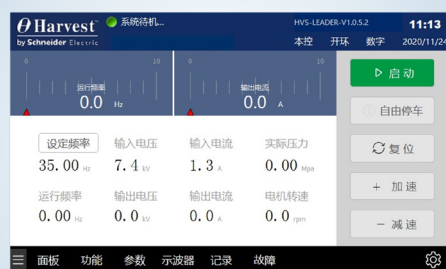 Harvest
系统待机...
HVS-LEADER-V1.0.5.2
11:13
by Schneider Electric
本控 开环 数字 2020/11/24
0 10 0 10
运行频率 输出电流
0.0 Hz 0.0 A
启动
自由停车
复位
+ 加速
- 减速
设定频率 输入电压 输入电流 实际压力
35.00 Hz 7.4 kV 1.3 A 0.00 Mpa
运行频率 输出电压 输出电流 电机转速
0.00 Hz 0.0 kV 0.0 A 0.0 rpm
面板 功能 参数 示波器 记录 故障